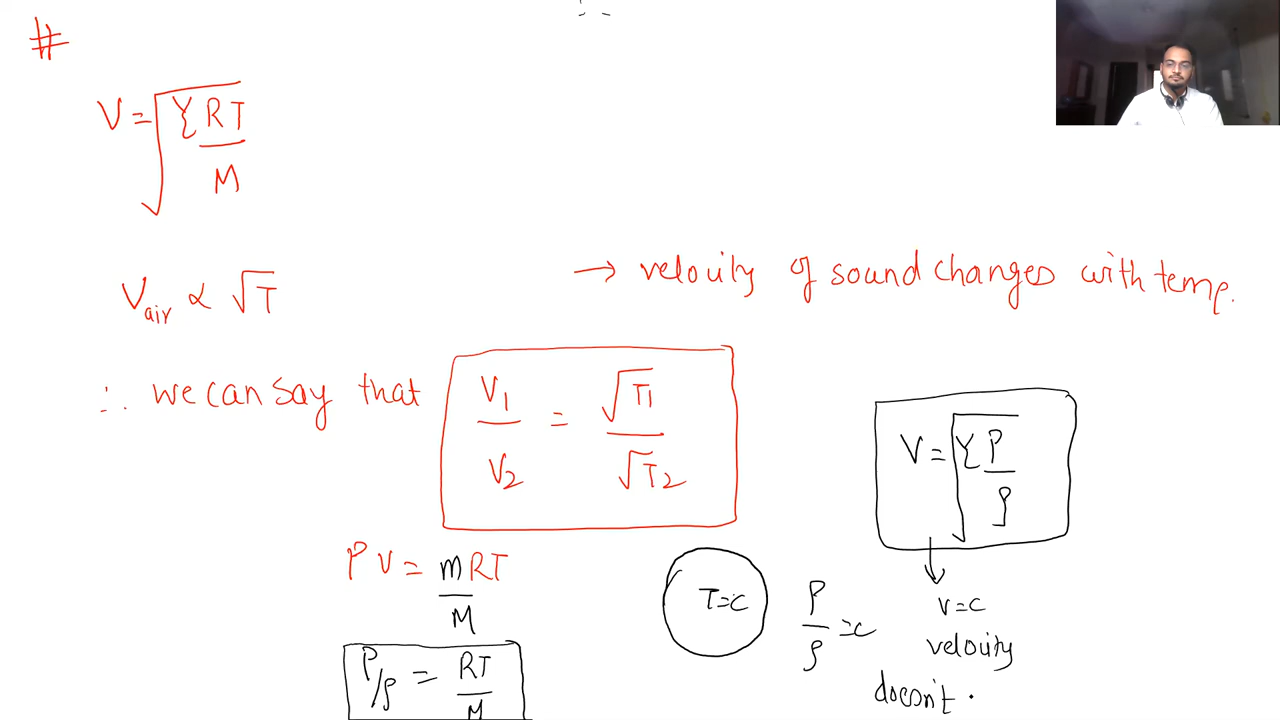 #
V = √(γRT/M)
V_air ∝ √T
→ velocity of sound changes with temp.
∴ we can say that V₁/V₂ = √T₁/√T₂
V = √(γP/ρ)
PV = mRT/M
T=c
P/ρ = c
v=c
velocity
doesn't
P/ρ = RT/M